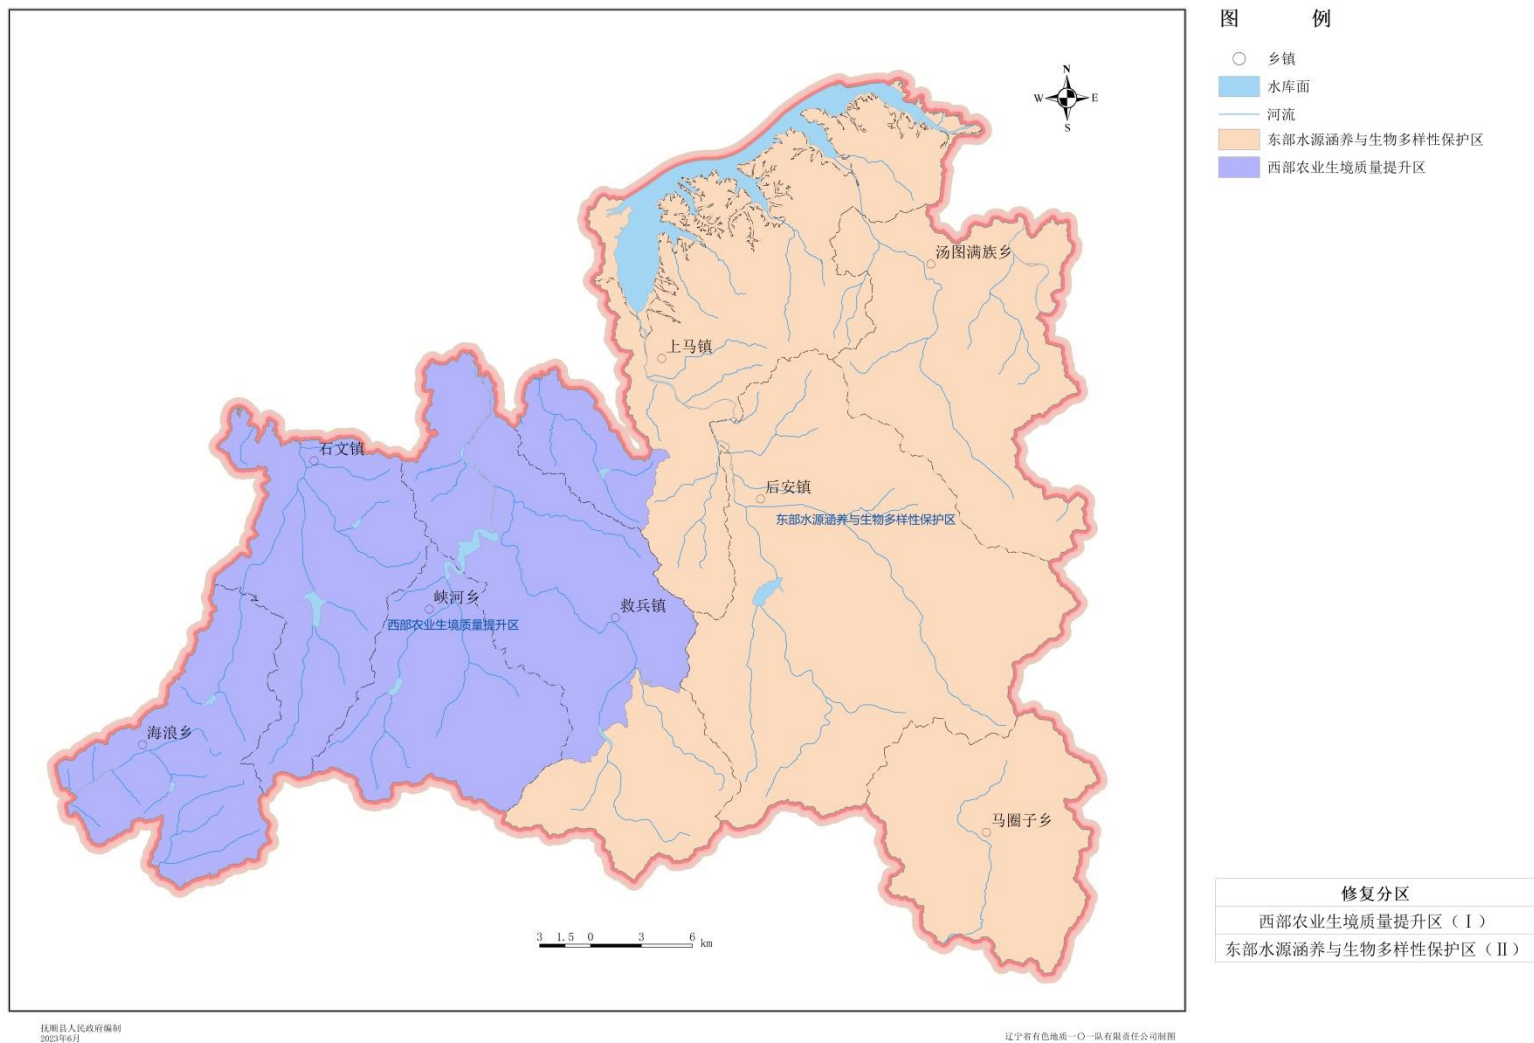 图 例
乡镇
水库面
河流
东部水源涵养与生物多样性保护区
西部农业生境质量提升区
N
W E
S
汤图满族乡
上马镇
石文镇
后安镇
东部水源涵养与生物多样性保护区
峡河乡
救兵镇
西部农业生境质量提升区
海浪乡
马圈子乡
3 1.5 0 3 6 km
修复分区
西部农业生境质量提升区（Ⅰ）
东部水源涵养与生物多样性保护区（Ⅱ）
抚顺县人民政府编制
2023年6月
辽宁省有色地质一〇一队有限责任公司制图